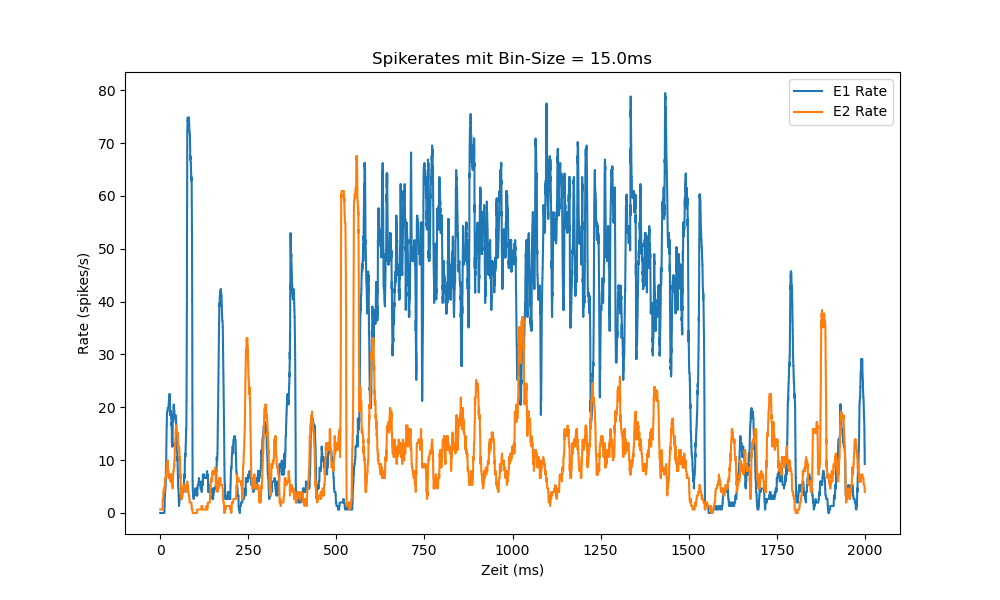 Spikerates mit Bin-Size = 15.0ms
E1 Rate
E2 Rate
Rate (spikes/s)
80
70
60
50
40
30
20
10
0
0 250 500 750 1000 1250 1500 1750 2000
Zeit (ms)